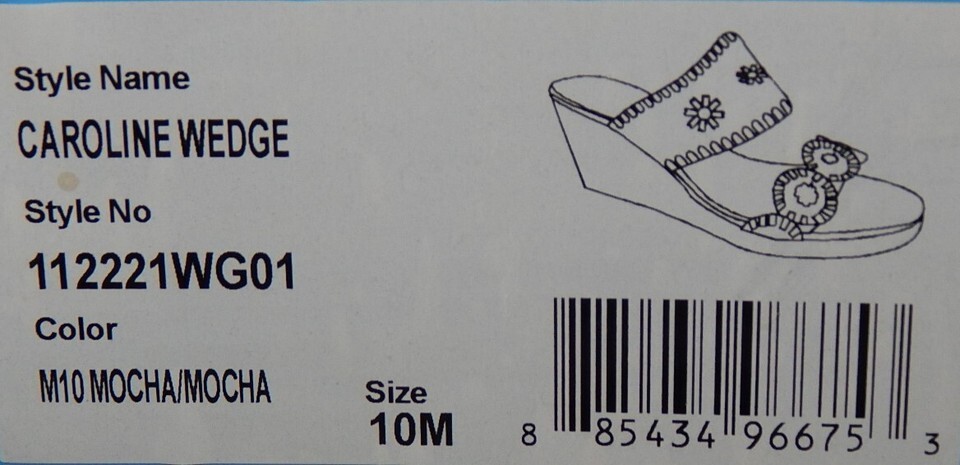 Style Name
CAROLINE WEDGE
Style No
112221WG01
Color
M10 MOCHA/MOCHA
Size
10M
8 85434 96675 3